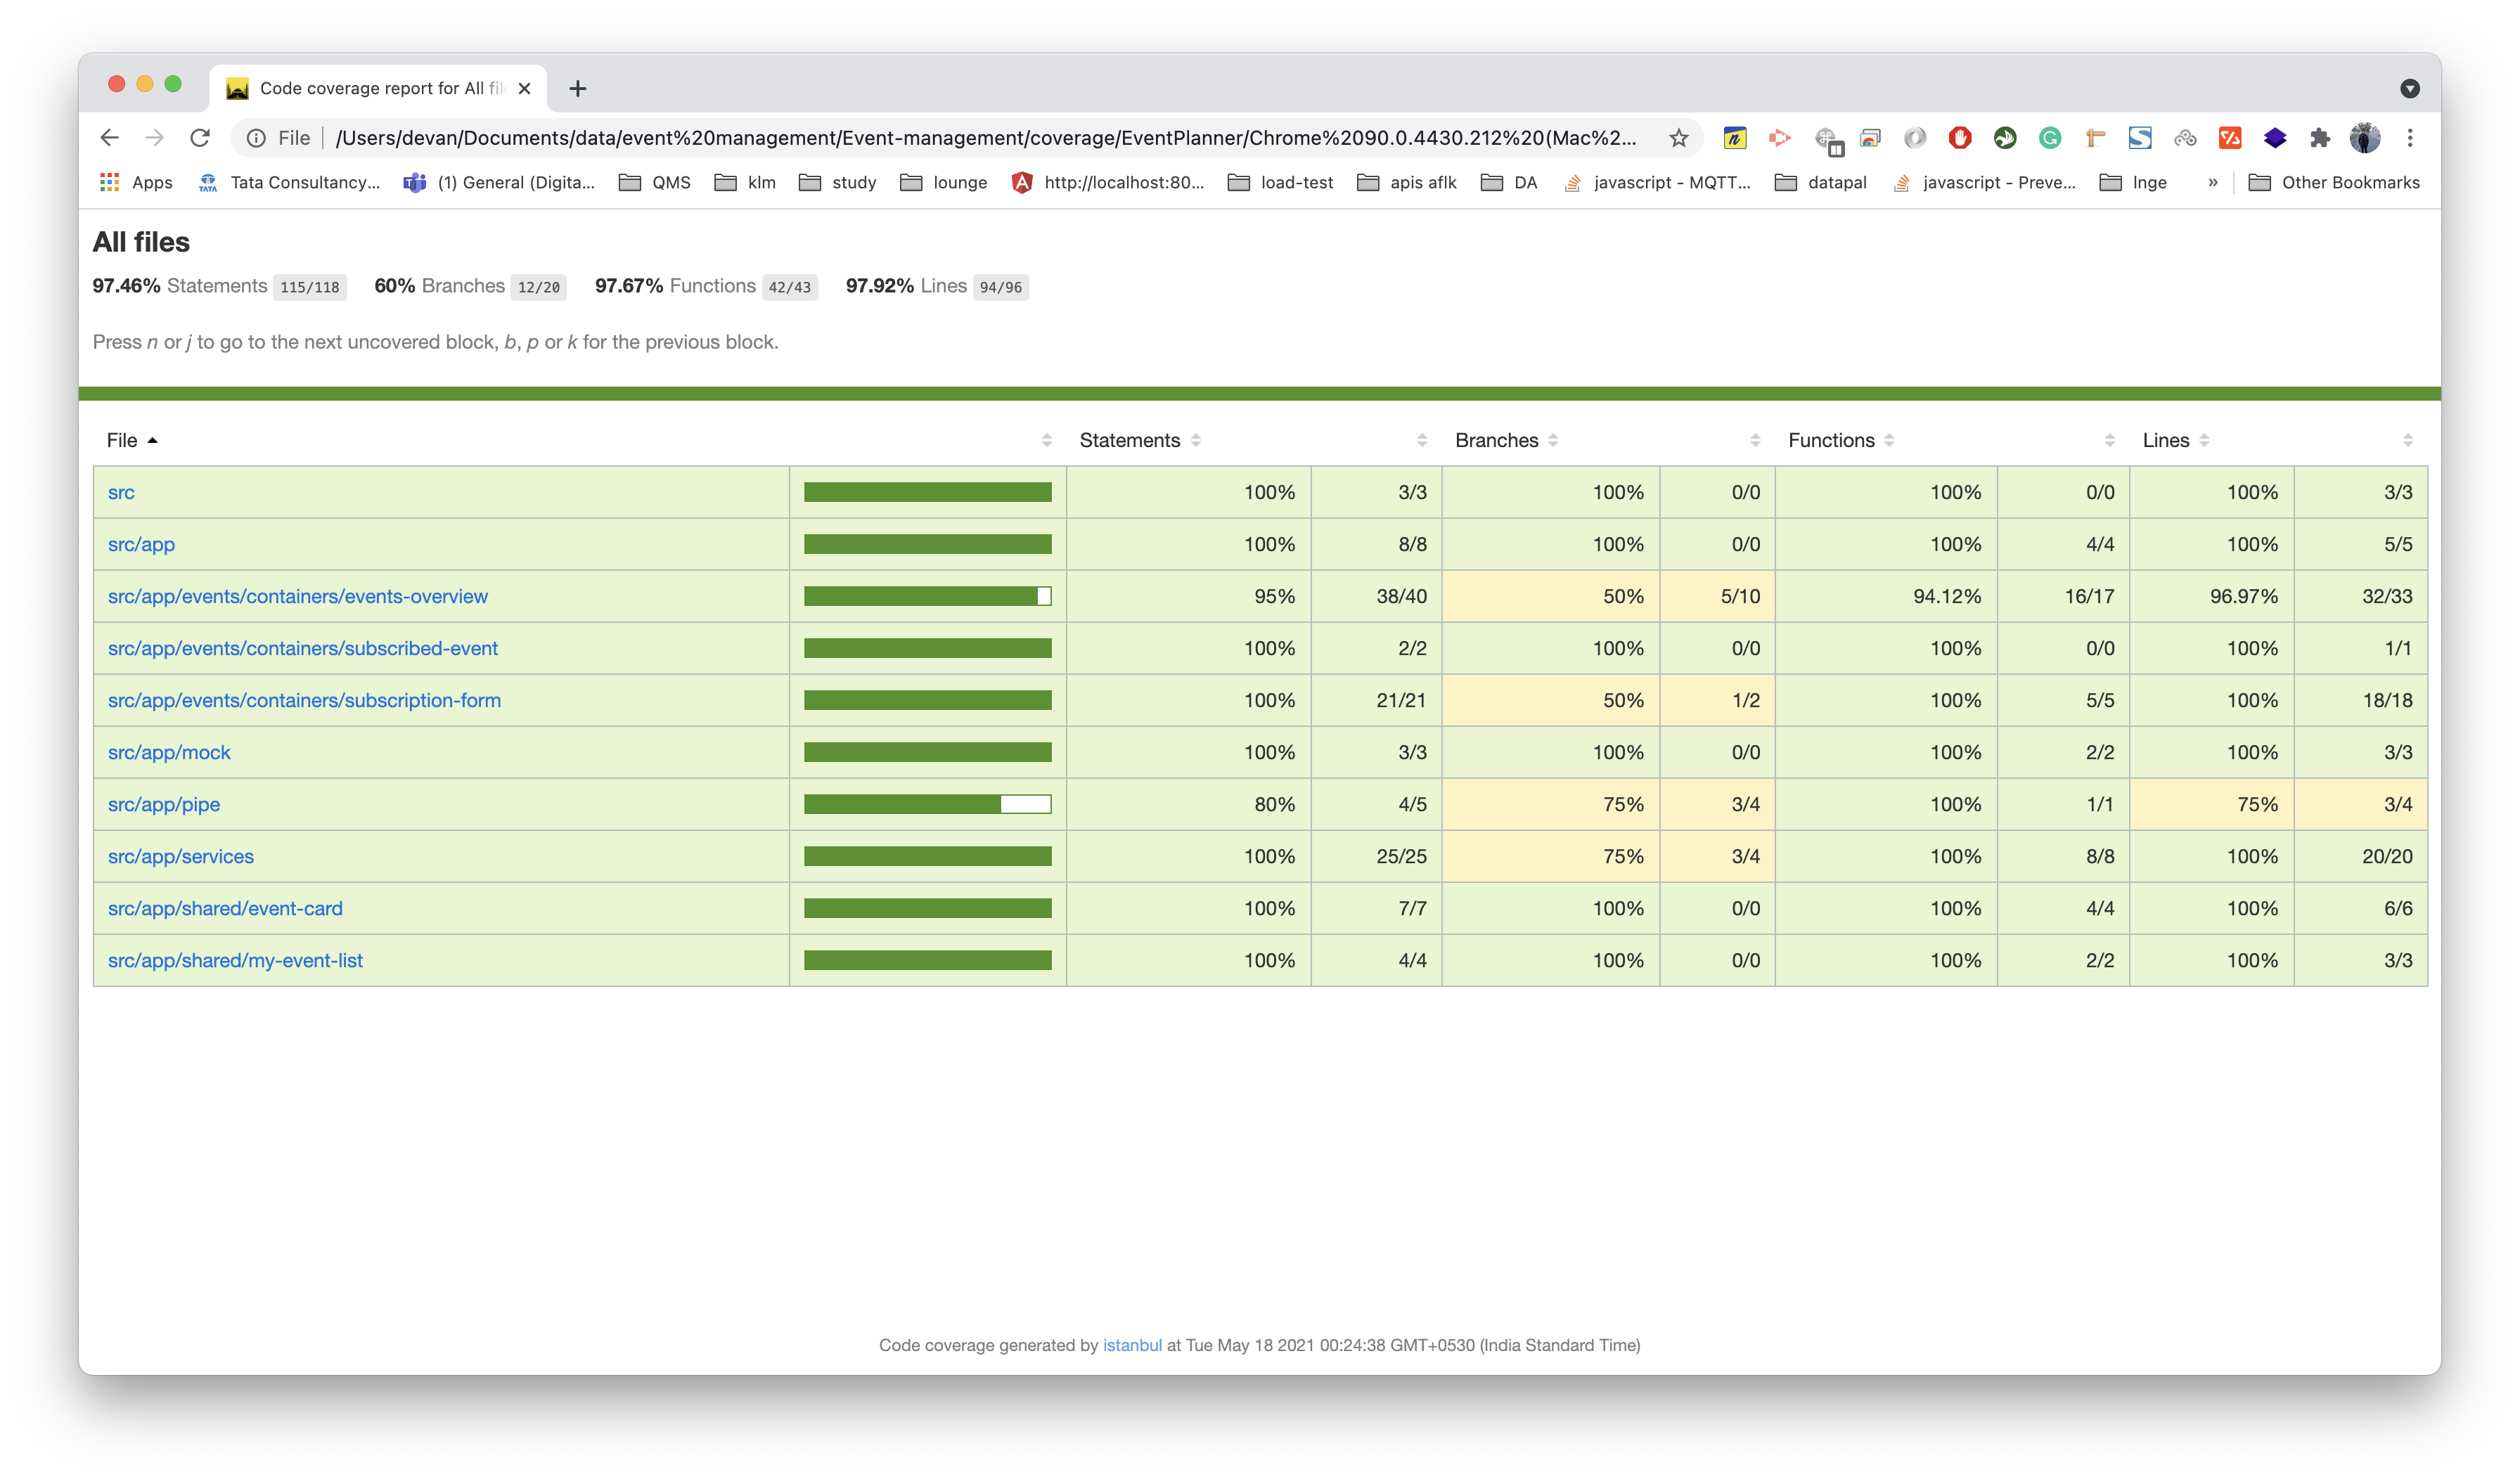 Code coverage report for All fil
File /Users/devan/Documents/data/event%20management/Event-management/coverage/EventPlanner/Chrome%2090.0.4430.212%20(Mac%2...
Apps TATA Tata Consultancy... (1) General (Digita... QMS klm study lounge http://localhost:80... load-test apis aflk DA javascript - MQTT... datapal javascript - Preve... Inge » Other Bookmarks
All files
97.46% Statements 115/118 60% Branches 12/20 97.67% Functions 42/43 97.92% Lines 94/96
Press n or j to go to the next uncovered block, b, p or k for the previous block.
File Statements Branches Functions Lines
src 100% 3/3 100% 0/0 100% 0/0 100% 3/3
src/app 100% 8/8 100% 0/0 100% 4/4 100% 5/5
src/app/events/containers/events-overview 95% 38/40 50% 5/10 94.12% 16/17 96.97% 32/33
src/app/events/containers/subscribed-event 100% 2/2 100% 0/0 100% 0/0 100% 1/1
src/app/events/containers/subscription-form 100% 21/21 50% 1/2 100% 5/5 100% 18/18
src/app/mock 100% 3/3 100% 0/0 100% 2/2 100% 3/3
src/app/pipe 80% 4/5 75% 3/4 100% 1/1 75% 3/4
src/app/services 100% 25/25 75% 3/4 100% 8/8 100% 20/20
src/app/shared/event-card 100% 7/7 100% 0/0 100% 4/4 100% 6/6
src/app/shared/my-event-list 100% 4/4 100% 0/0 100% 2/2 100% 3/3
Code coverage generated by istanbul at Tue May 18 2021 00:24:38 GMT+0530 (India Standard Time)